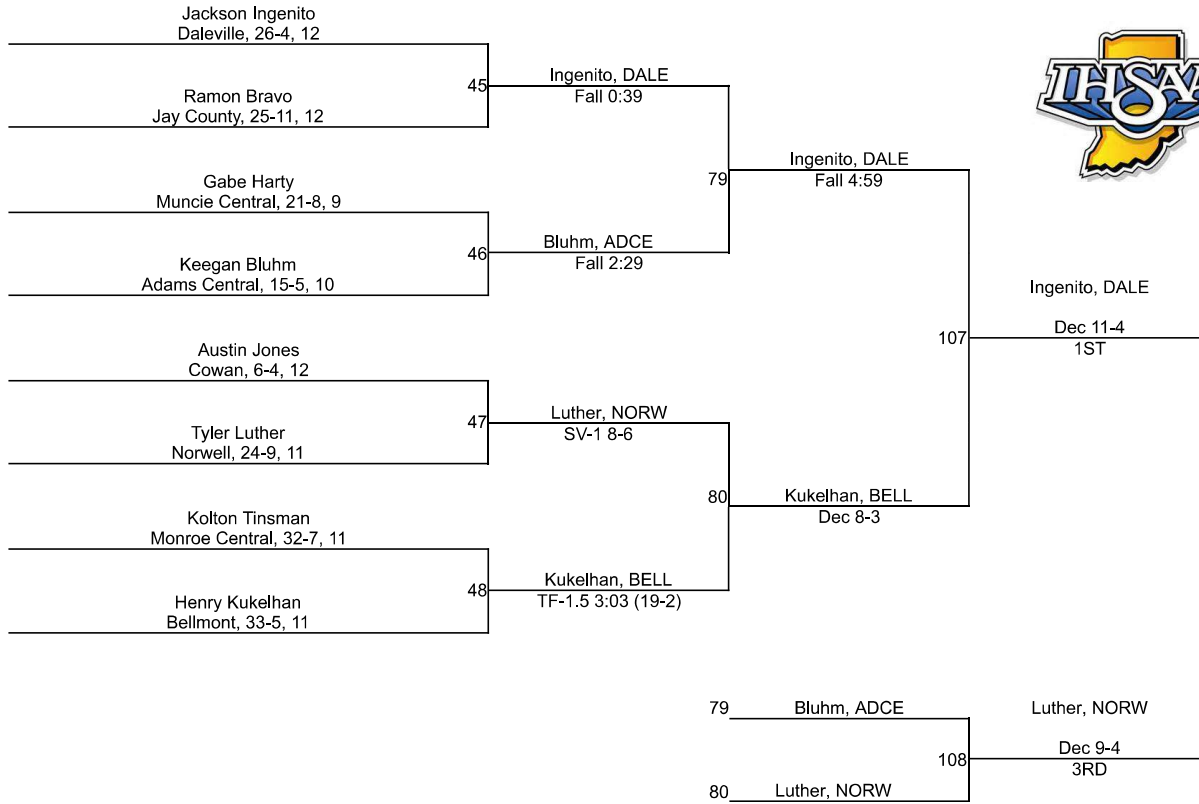 Jackson Ingenito
Daleville, 26-4, 12
45
Ramon Bravo
Jay County, 25-11, 12
Ingenito, DALE
Fall 0:39
79
Gabe Harty
Muncie Central, 21-8, 9
46
Keegan Bluhm
Adams Central, 15-5, 10
Bluhm, ADCE
Fall 2:29
Ingenito, DALE
Fall 4:59
107
Austin Jones
Cowan, 6-4, 12
47
Tyler Luther
Norwell, 24-9, 11
Luther, NORW
SV-1 8-6
80
Kolton Tinsman
Monroe Central, 32-7, 11
48
Henry Kukelhan
Bellmont, 33-5, 11
Kukelhan, BELL
TF-1.5 3:03 (19-2)
Kukelhan, BELL
Dec 8-3
IHSAA
Ingenito, DALE
Dec 11-4
1ST
79
Bluhm, ADCE
108
80
Luther, NORW
Luther, NORW
Dec 9-4
3RD